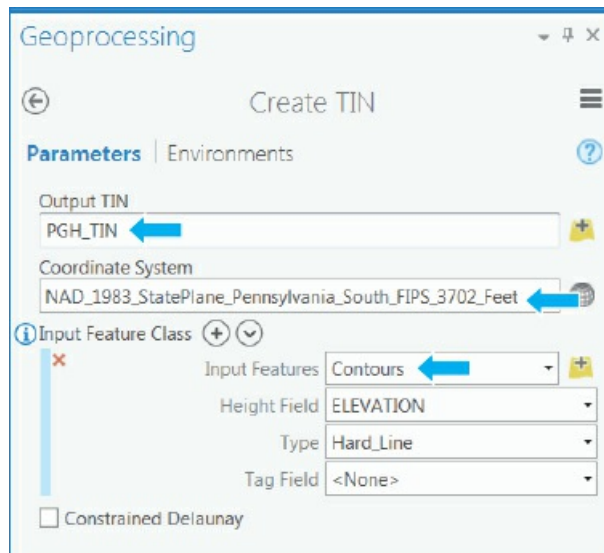 Geoprocessing
Create TIN
Parameters | Environments
Output TIN
PGH_TIN
Coordinate System
NAD_1983_StatePlane_Pennsylvania_South_FIPS_3702_Feet
Input Feature Class
Input Features Contours
Height Field ELEVATION
Type Hard_Line
Tag Field <None>
Constrained Delaunay